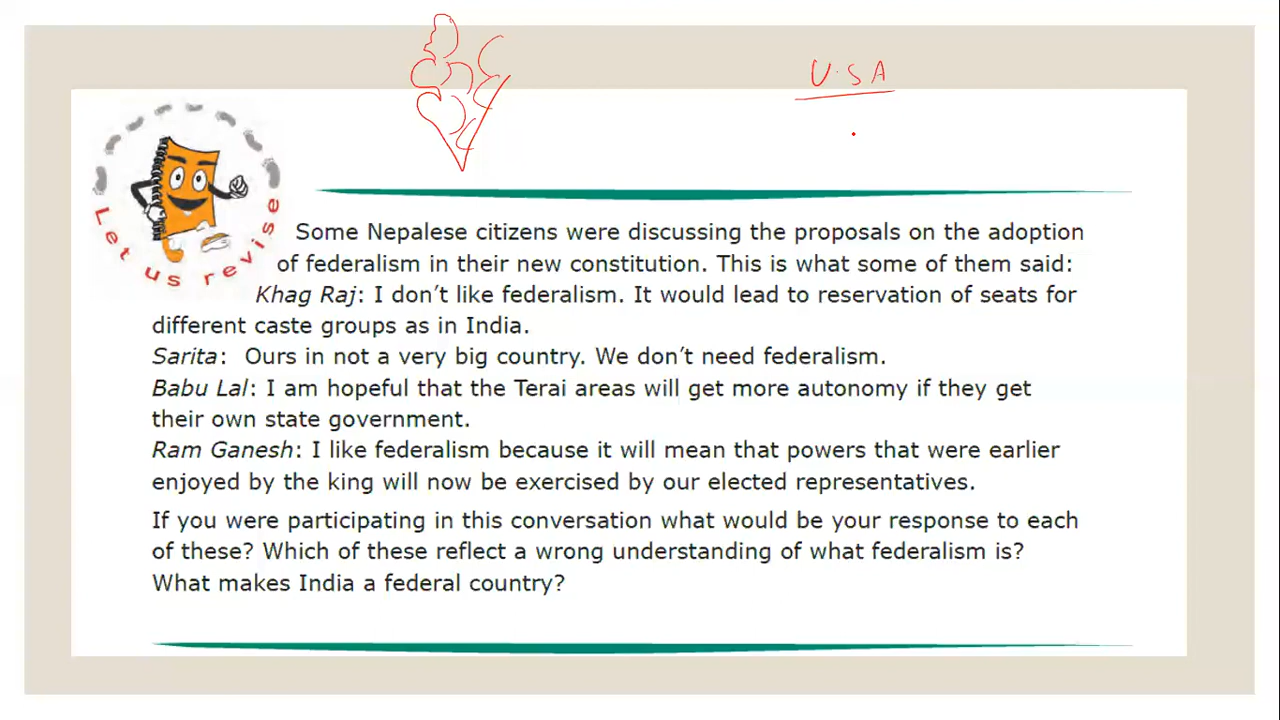 U.S A
Let us revise
Some Nepalese citizens were discussing the proposals on the adoption
of federalism in their new constitution. This is what some of them said:
Khag Raj: I don't like federalism. It would lead to reservation of seats for
different caste groups as in India.
Sarita: Ours in not a very big country. We don't need federalism.
Babu Lal: I am hopeful that the Terai areas will get more autonomy if they get
their own state government.
Ram Ganesh: I like federalism because it will mean that powers that were earlier
enjoyed by the king will now be exercised by our elected representatives.
If you were participating in this conversation what would be your response to each
of these? Which of these reflect a wrong understanding of what federalism is?
What makes India a federal country?